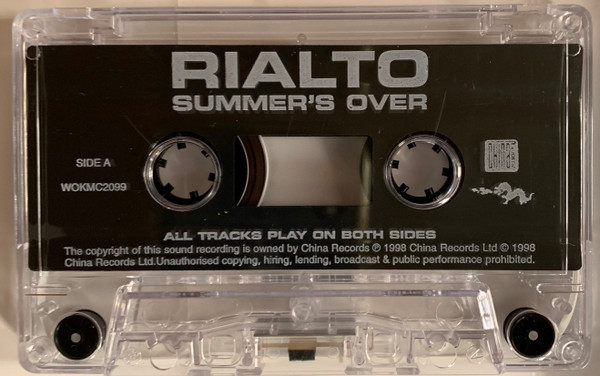 RIALTO
SUMMER'S OVER
SIDE A
WOKMC2099
ALL TRACKS PLAY ON BOTH SIDES
The copyright of this sound recording is owned by China Records ℗ 1998 China Records Ltd © 1998
China Records Ltd.Unauthorised copying, hiring, lending, broadcast & public performance prohibited.